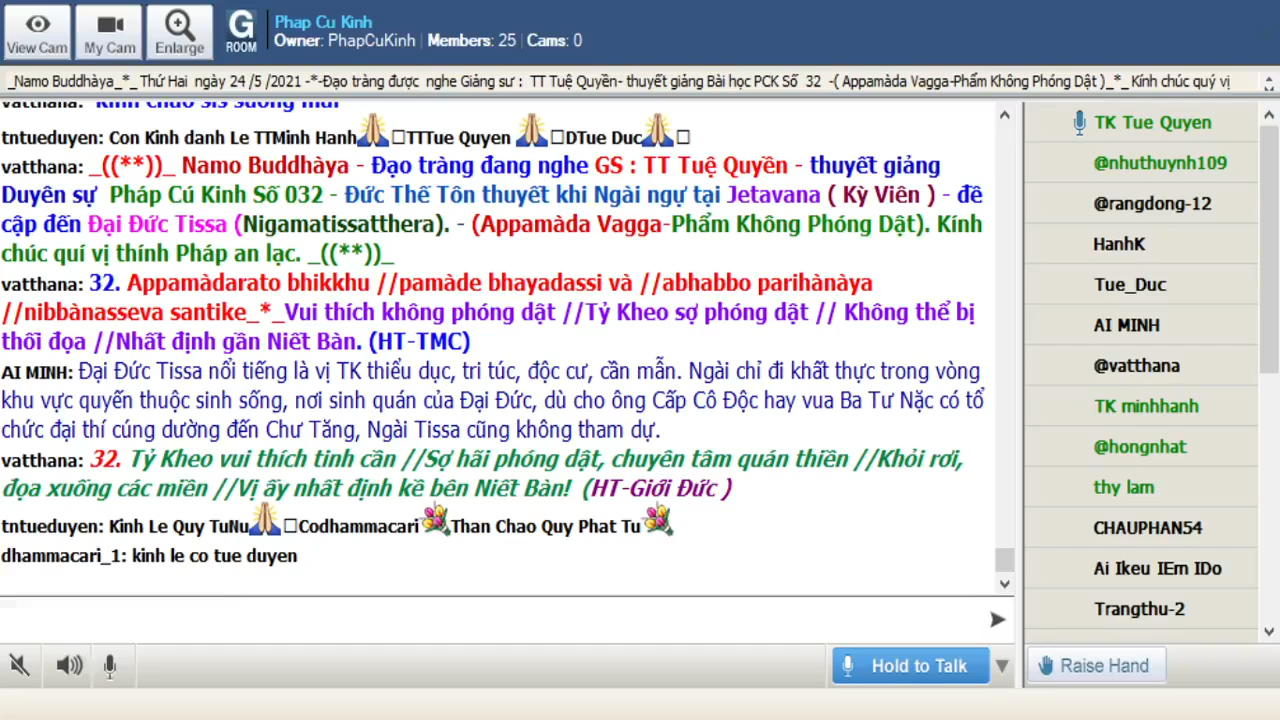 View Cam
My Cam
Enlarge
G
ROOM
Phap Cu Kinh
Owner: PhapCuKinh | Members: 25 | Cams: 0
_Namo Buddhàya_*_ Thứ Hai ngày 24 /5 /2021 -*-Đạo tràng được nghe Giảng sư : TT Tuệ Quyền- thuyết giảng Bài học PCK Số 32 -( Appamàda Vagga-Phẩm Không Phóng Dật )_*_ Kính chúc quý vị
vatthana: kinh chao sis suong mai
tntueduyen: Con Kinh danh Le TTMinh Hanh🙏TTTue Quyen 🙏DTue Duc🙏
vatthana: _((**))_ Namo Buddhàya - Đạo tràng đang nghe GS : TT Tuệ Quyền - thuyết giảng
Duyên sự Pháp Cú Kinh Số 032 - Đức Thế Tôn thuyết khi Ngài ngự tại Jetavana ( Kỳ Viên ) - đề
cập đến Đại Đức Tissa (Nigamatissatthera). - (Appamàda Vagga-Phẩm Không Phóng Dật). Kính
chúc quí vị thính Pháp an lạc. _((**))_
vatthana: 32. Appamàdarato bhikkhu //pamàde bhayadassi và //abhabbo parihànàya
//nibbànasseva santike_*_Vui thích không phóng dật //Tỷ Kheo sợ phóng dật // Không thể bị
thối đọa //Nhất định gần Niết Bàn. (HT-TMC)
AI MINH: Đại Đức Tissa nổi tiếng là vị TK thiểu dục, tri túc, độc cư, cần mẫn. Ngài chỉ đi khất thực trong vòng
khu vực quyến thuộc sinh sống, nơi sinh quán của Đại Đức, dù cho ông Cấp Cô Độc hay vua Ba Tư Nặc có tổ
chức đại thí cúng dường đến Chư Tăng, Ngài Tissa cũng không tham dự.
vatthana: 32. Tỷ Kheo vui thích tinh cần //Sợ hãi phóng dật, chuyên tâm quán thiền //Khỏi rơi,
đọa xuống các miền //Vị ấy nhất định kề bên Niết Bàn! (HT-Giới Đức )
tntueduyen: Kinh Le Quy TuNu🙏Codhammacari💐Than Chao Quy Phat Tu💐
dhammacari_1: kinh le co tue duyen
TK Tue Quyen
@nhuthuynh109
@rangdong-12
HanhK
Tue_Duc
AI MINH
@vatthana
TK minhhanh
@hongnhat
thy lam
CHAUPHAN54
Ai Ikeu IEm IDo
Trangthu-2
Hold to Talk
Raise Hand